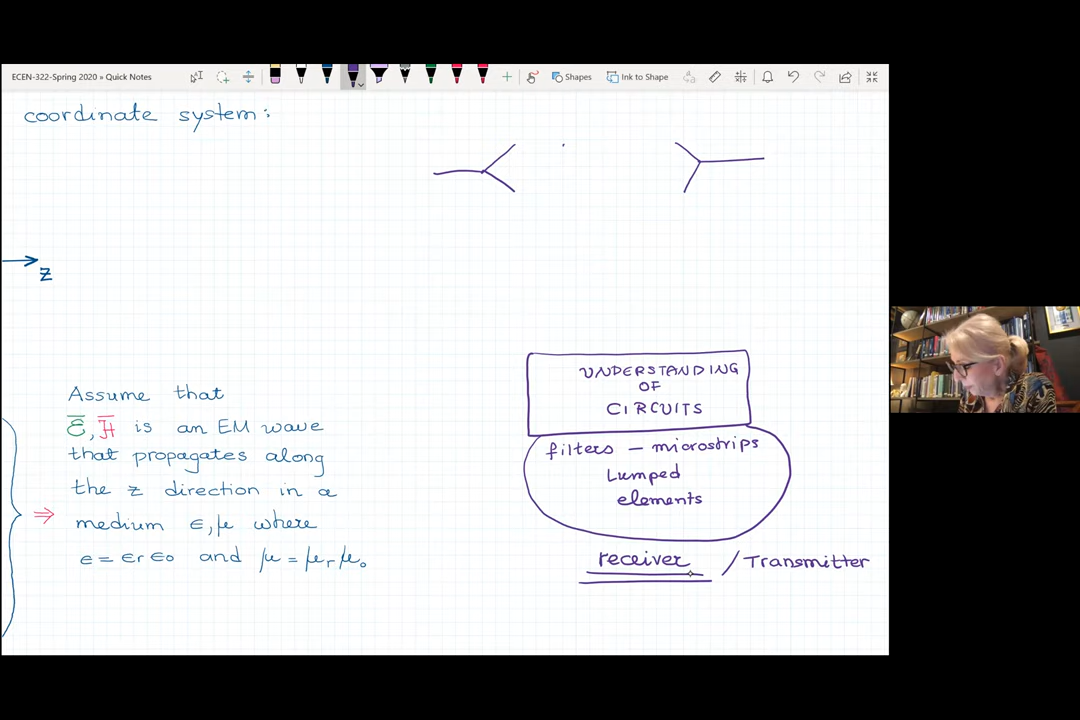 ECEN-322-Spring 2020 » Quick Notes
Shapes
Ink to Shape
coordinate system:
z
Assume that
ℰ̅, ℋ̅ is an EM wave
that propagates along
the z direction in a
medium ϵ, μ where
ϵ = ϵr ϵ0 and μ = μr μ0
UNDERSTANDING
OF
CIRCUITS
filters – microstrips
Lumped
elements
receiver / Transmitter